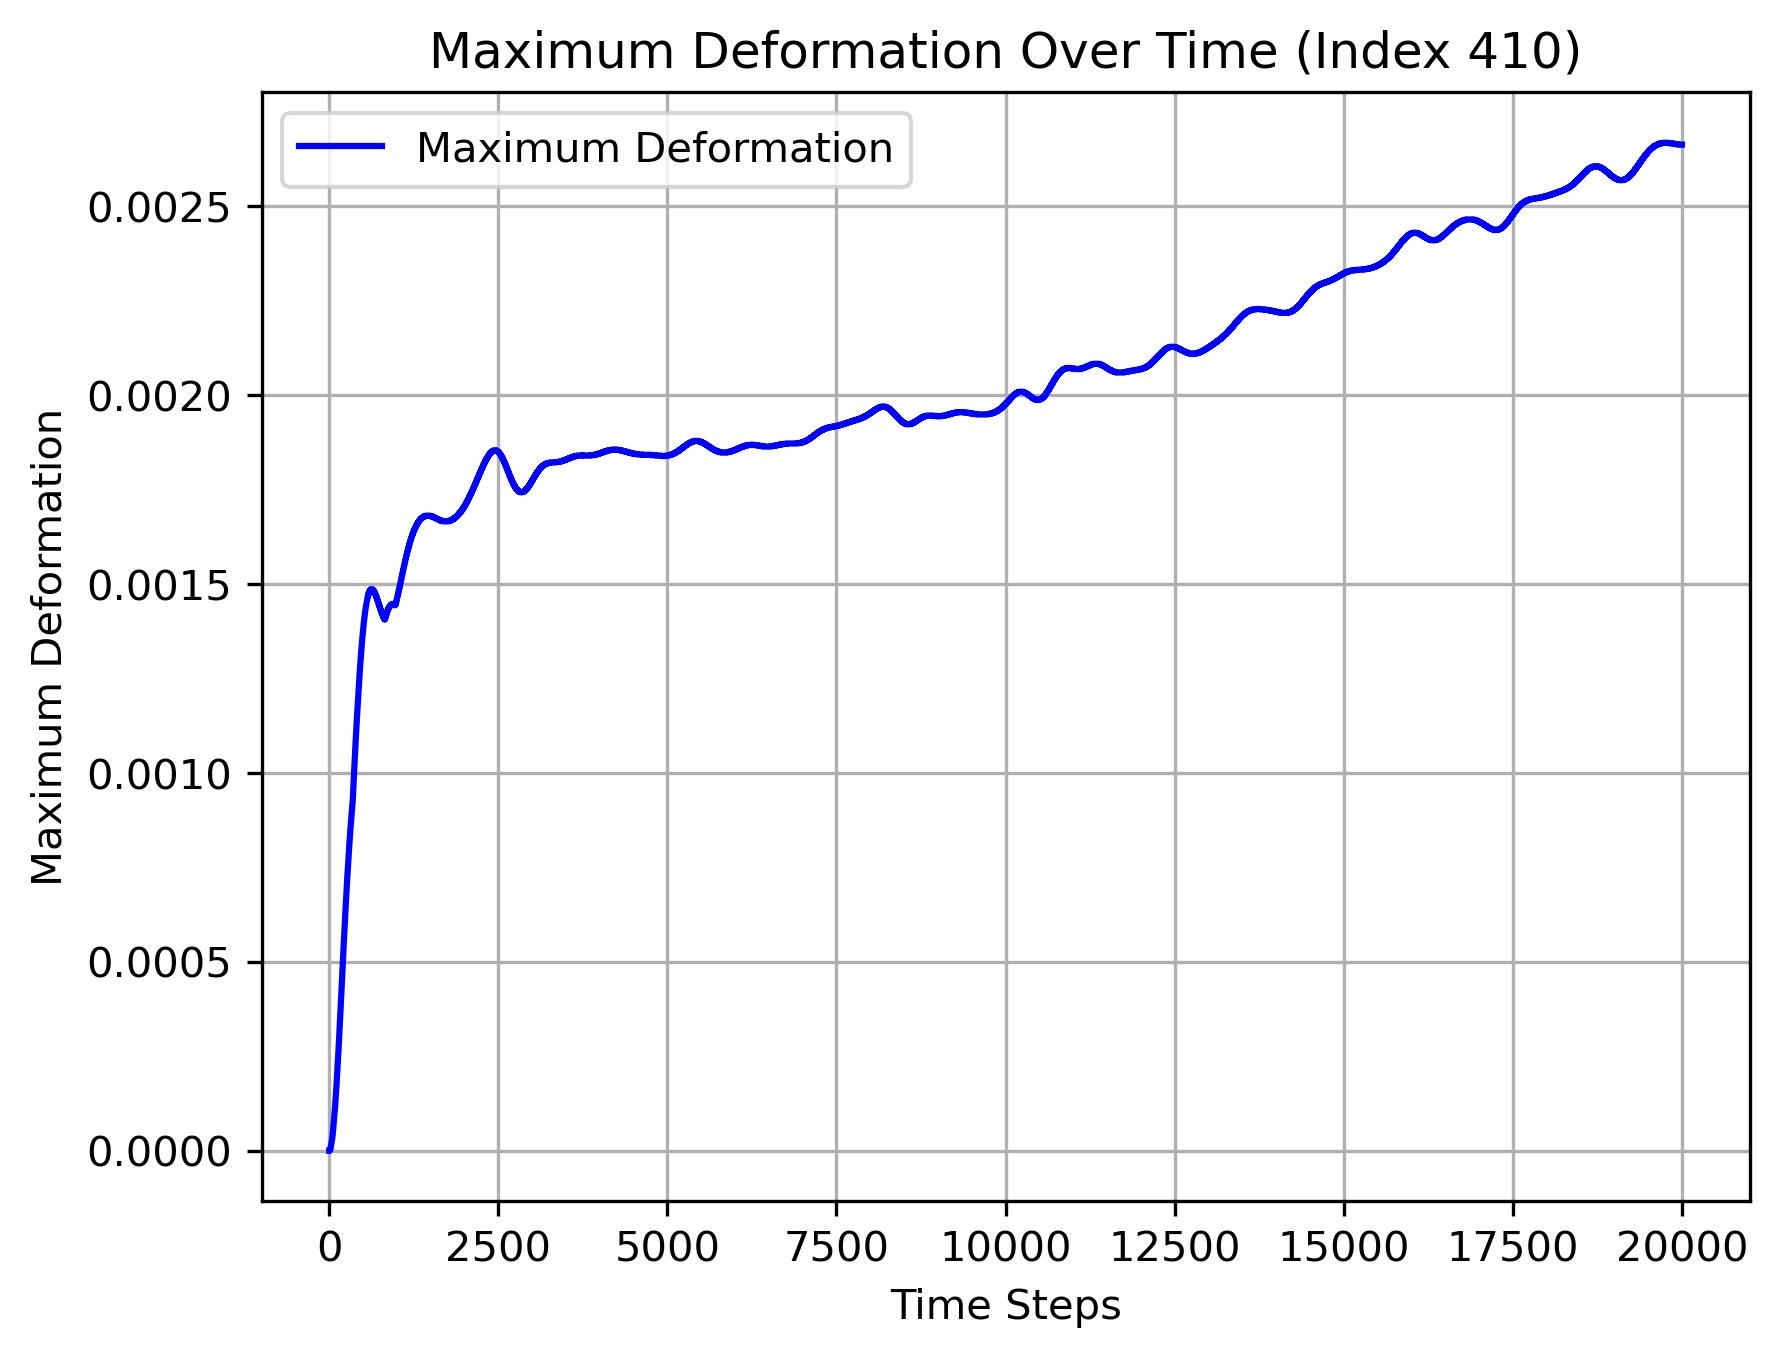 Maximum Deformation Over Time (Index 410)
Maximum Deformation
Maximum Deformation
0.0025
0.0020
0.0015
0.0010
0.0005
0.0000
0 2500 5000 7500 10000 12500 15000 17500 20000
Time Steps